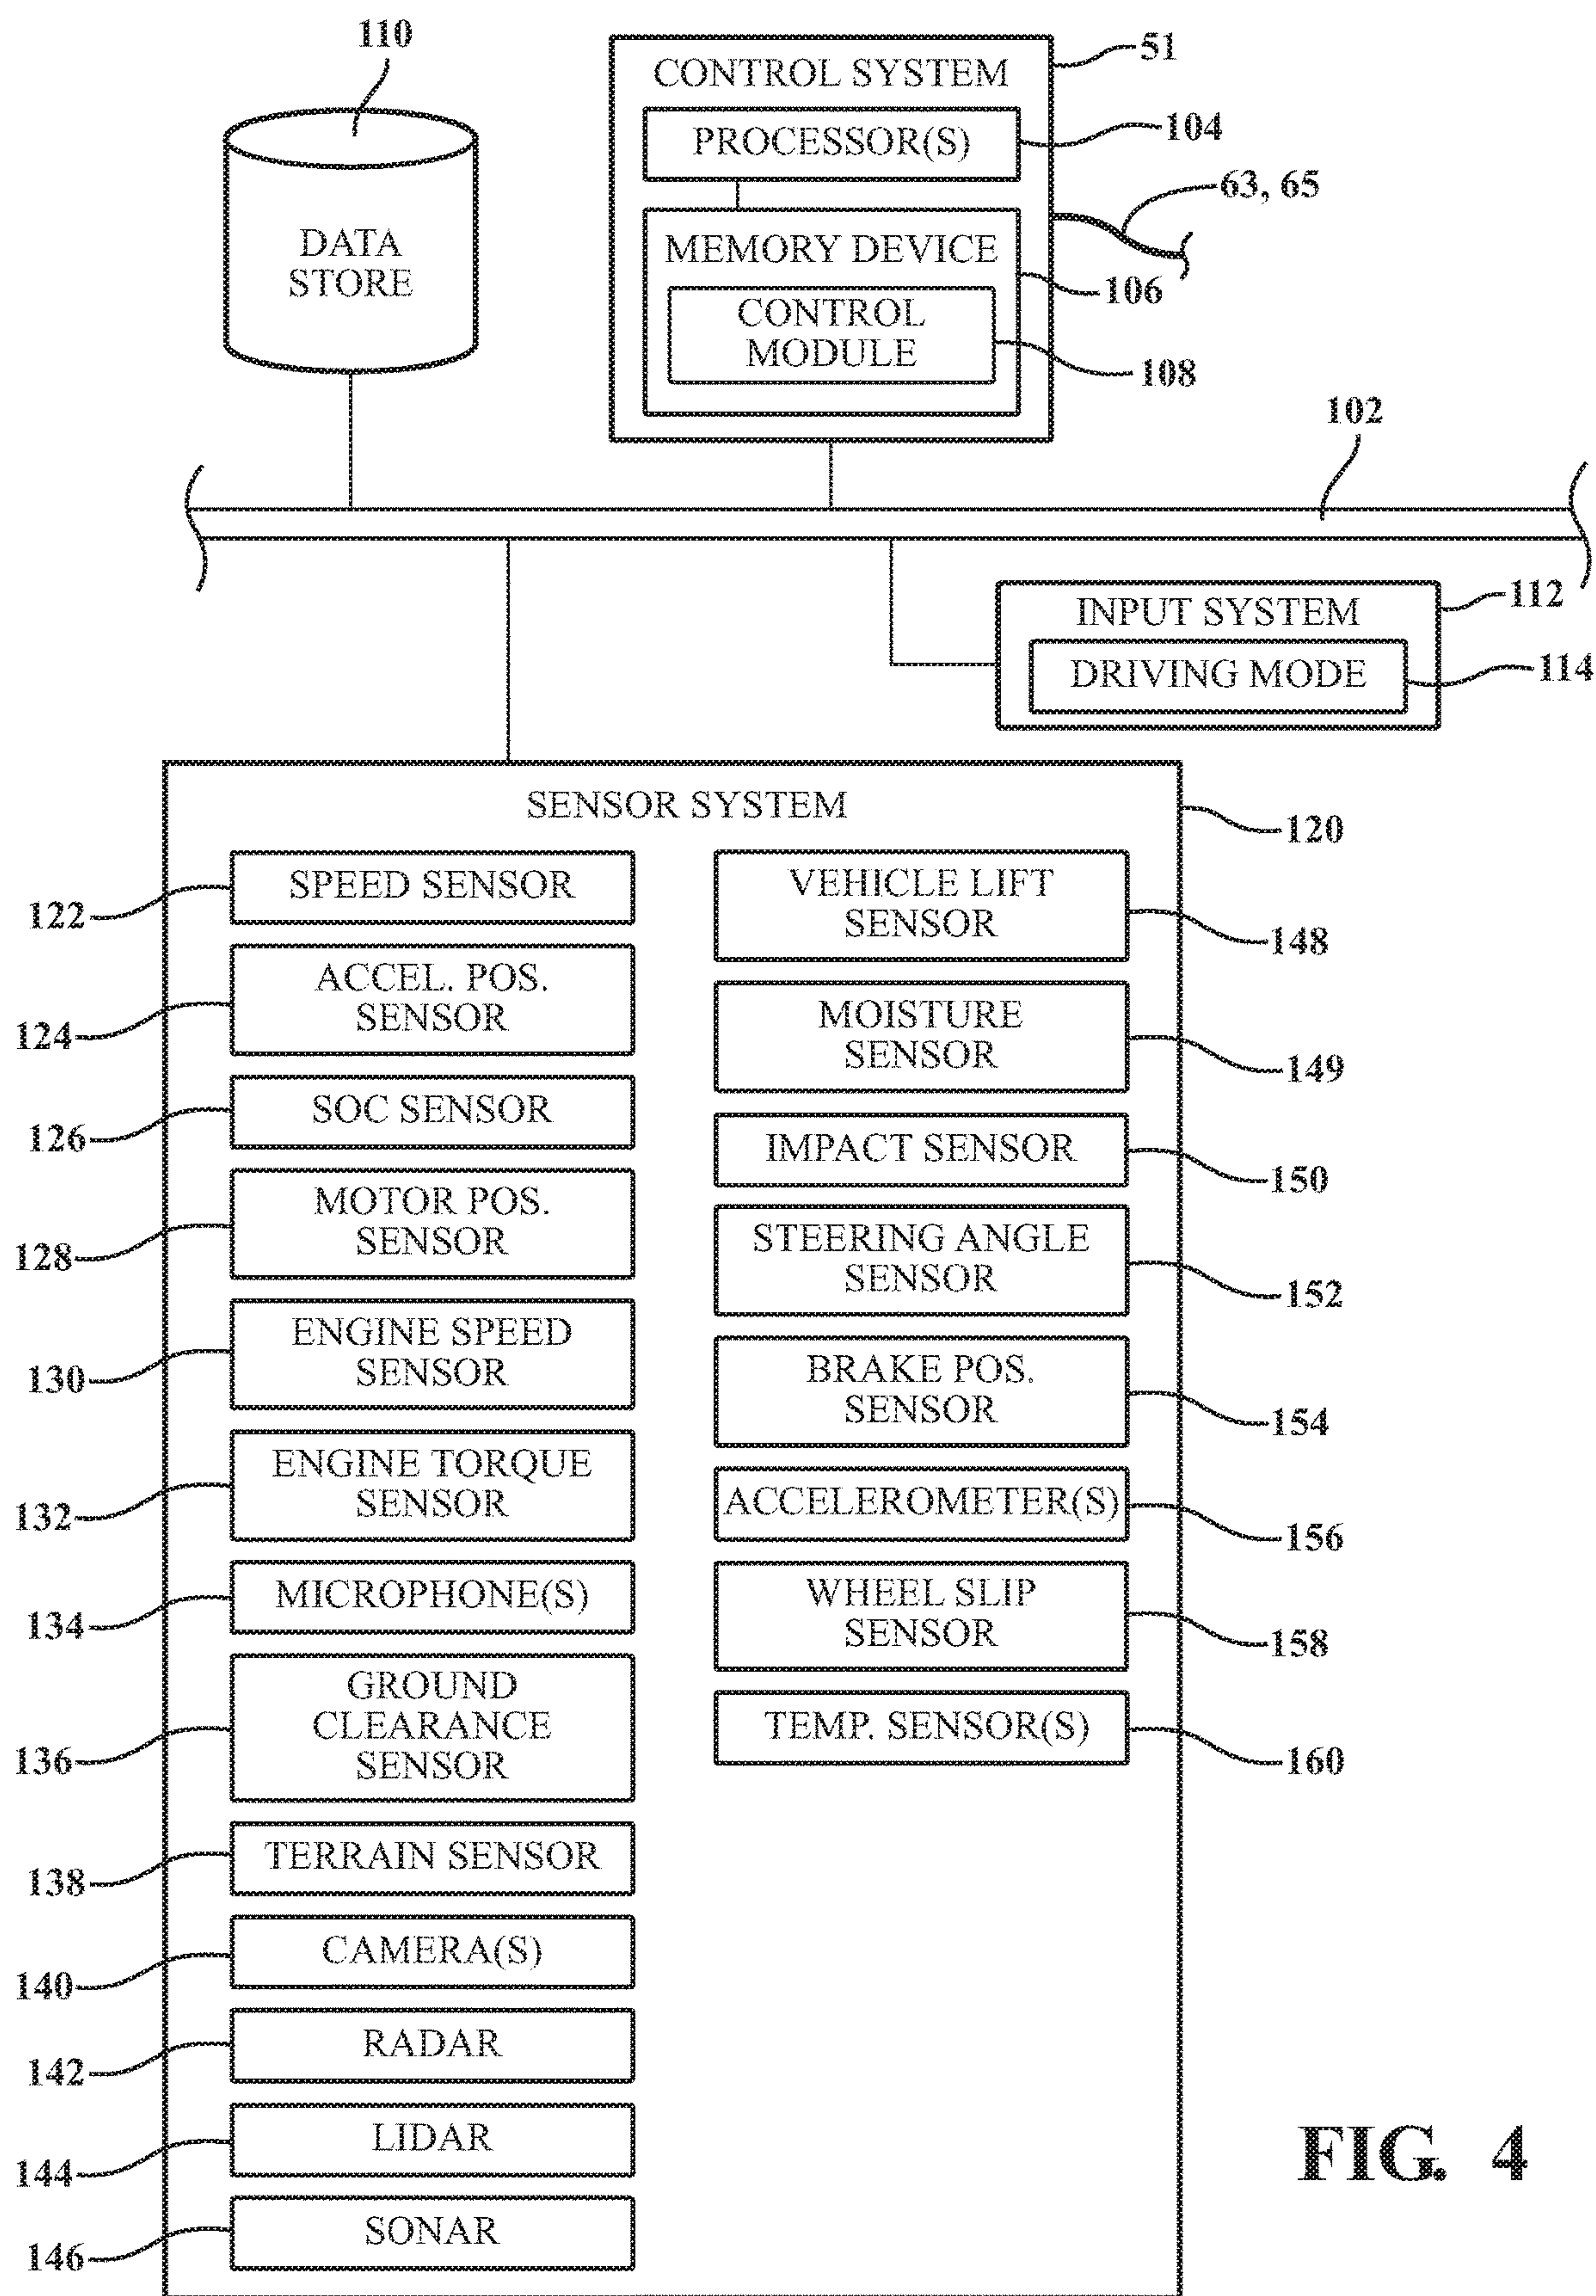 110
DATA
STORE
CONTROL SYSTEM
51
PROCESSOR(S)
104
63, 65
MEMORY DEVICE
106
CONTROL
MODULE
108
102
INPUT SYSTEM
112
DRIVING MODE
114
SENSOR SYSTEM
120
SPEED SENSOR
122
ACCEL. POS.
SENSOR
124
SOC SENSOR
126
MOTOR POS.
SENSOR
128
ENGINE SPEED
SENSOR
130
ENGINE TORQUE
SENSOR
132
MICROPHONE(S)
134
GROUND
CLEARANCE
SENSOR
136
TERRAIN SENSOR
138
CAMERA(S)
140
RADAR
142
LIDAR
144
SONAR
146
VEHICLE LIFT
SENSOR
148
MOISTURE
SENSOR
149
IMPACT SENSOR
150
STEERING ANGLE
SENSOR
152
BRAKE POS.
SENSOR
154
ACCELEROMETER(S)
156
WHEEL SLIP
SENSOR
158
TEMP. SENSOR(S)
160
FIG. 4